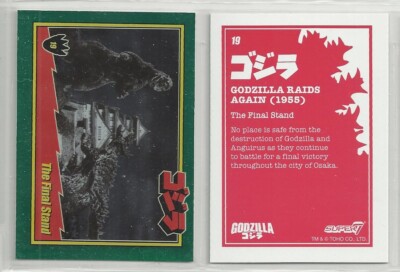 19
The Final Stand
ゴジラ
19
ゴジラ
GODZILLA RAIDS
AGAIN (1955)
The Final Stand
No place is safe from the
destruction of Godzilla and
Anguirus as they continue
to battle for a final victory
throughout the city of Osaka.
GODZILLA
ゴジラ
SUPER7
TM & © TOHO CO., LTD.